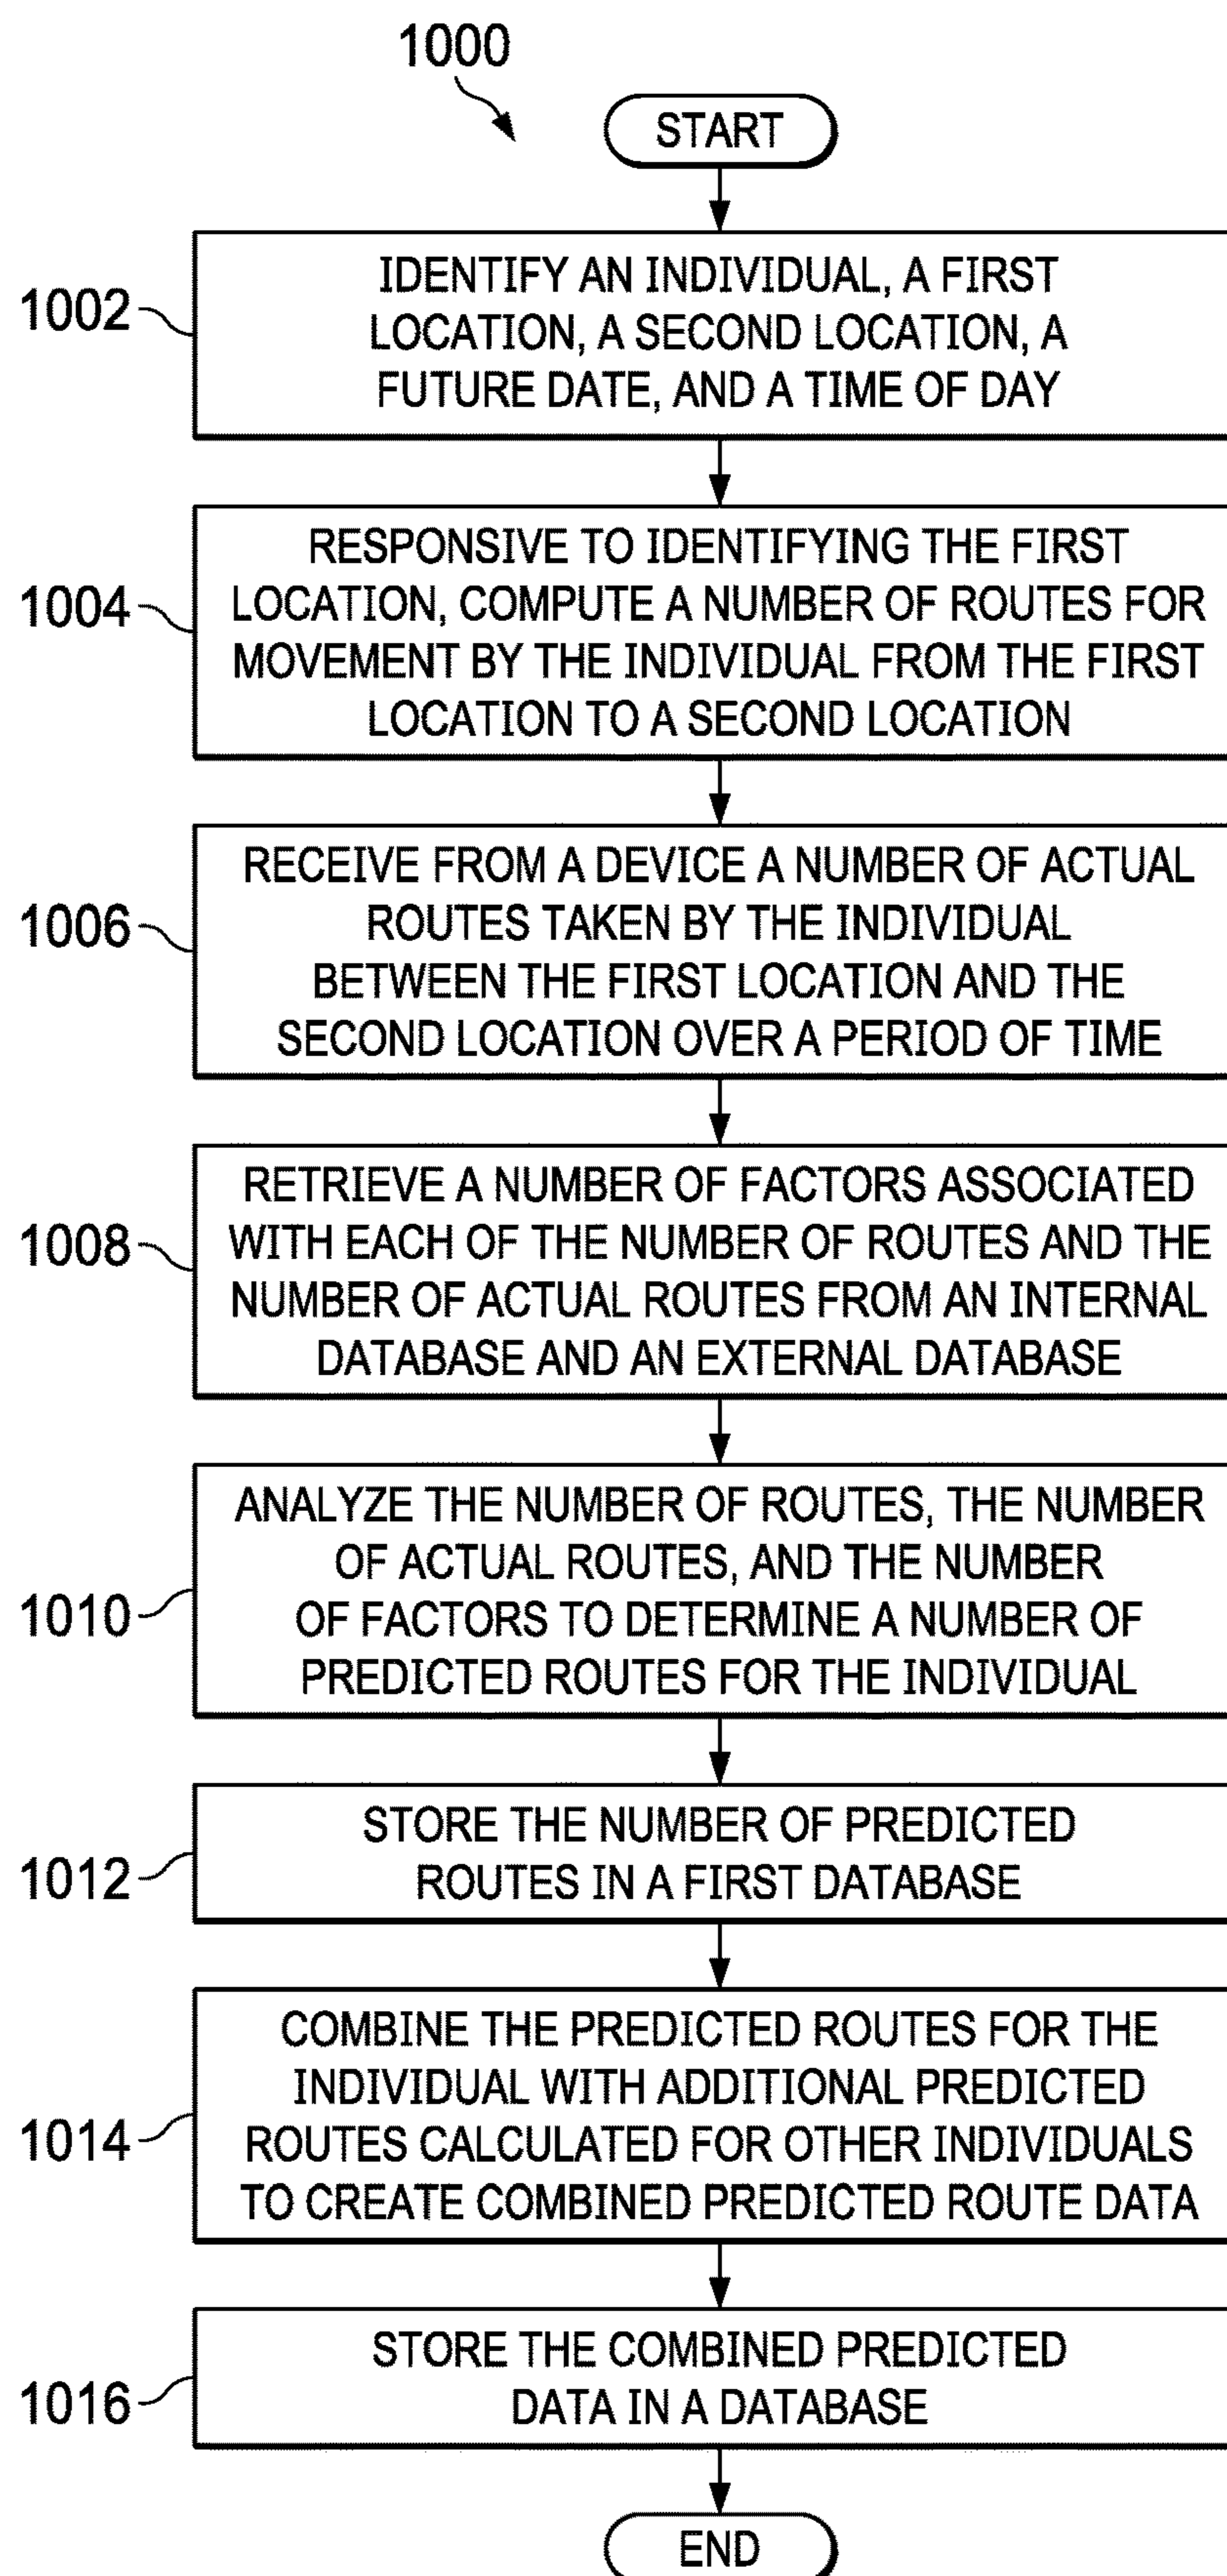 1000
START
1002
IDENTIFY AN INDIVIDUAL, A FIRST
LOCATION, A SECOND LOCATION, A
FUTURE DATE, AND A TIME OF DAY
1004
RESPONSIVE TO IDENTIFYING THE FIRST
LOCATION, COMPUTE A NUMBER OF ROUTES FOR
MOVEMENT BY THE INDIVIDUAL FROM THE FIRST
LOCATION TO A SECOND LOCATION
1006
RECEIVE FROM A DEVICE A NUMBER OF ACTUAL
ROUTES TAKEN BY THE INDIVIDUAL
BETWEEN THE FIRST LOCATION AND THE
SECOND LOCATION OVER A PERIOD OF TIME
1008
RETRIEVE A NUMBER OF FACTORS ASSOCIATED
WITH EACH OF THE NUMBER OF ROUTES AND THE
NUMBER OF ACTUAL ROUTES FROM AN INTERNAL
DATABASE AND AN EXTERNAL DATABASE
1010
ANALYZE THE NUMBER OF ROUTES, THE NUMBER
OF ACTUAL ROUTES, AND THE NUMBER
OF FACTORS TO DETERMINE A NUMBER OF
PREDICTED ROUTES FOR THE INDIVIDUAL
1012
STORE THE NUMBER OF PREDICTED
ROUTES IN A FIRST DATABASE
1014
COMBINE THE PREDICTED ROUTES FOR THE
INDIVIDUAL WITH ADDITIONAL PREDICTED
ROUTES CALCULATED FOR OTHER INDIVIDUALS
TO CREATE COMBINED PREDICTED ROUTE DATA
1016
STORE THE COMBINED PREDICTED
DATA IN A DATABASE
END